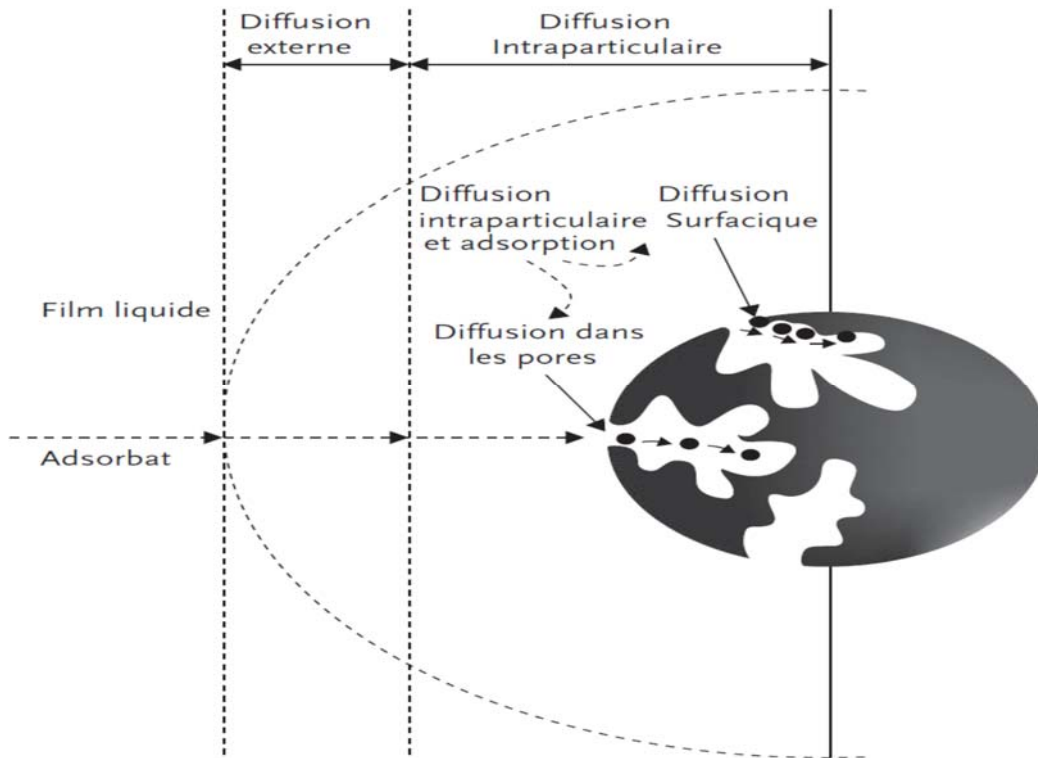 Diffusion
externe
Diffusion
Intraparticulaire
Diffusion
intraparticulaire
et adsorption
Diffusion
Surfacique
Film liquide
Diffusion dans
les pores
Adsorbat